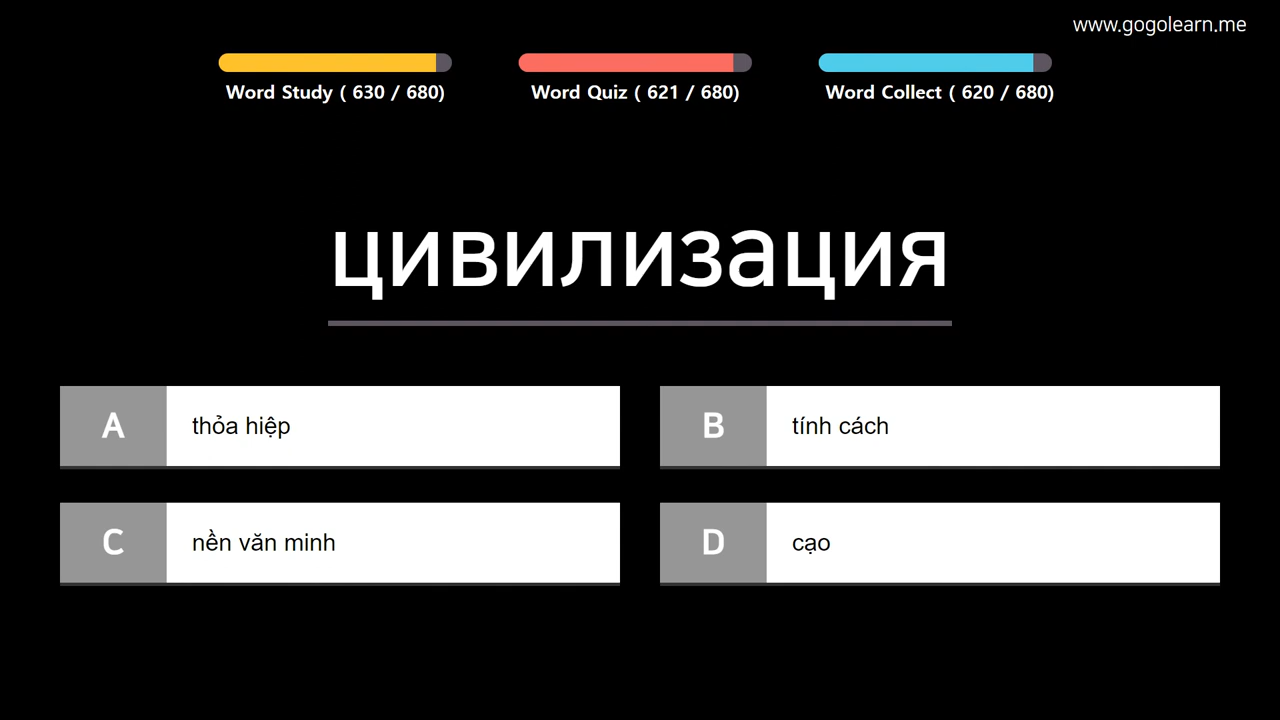 www.gogolearn.me
Word Study ( 630 / 680)
Word Quiz ( 621 / 680)
Word Collect ( 620 / 680)
цивилизация
A thỏa hiệp
B tính cách
C nền văn minh
D cạo